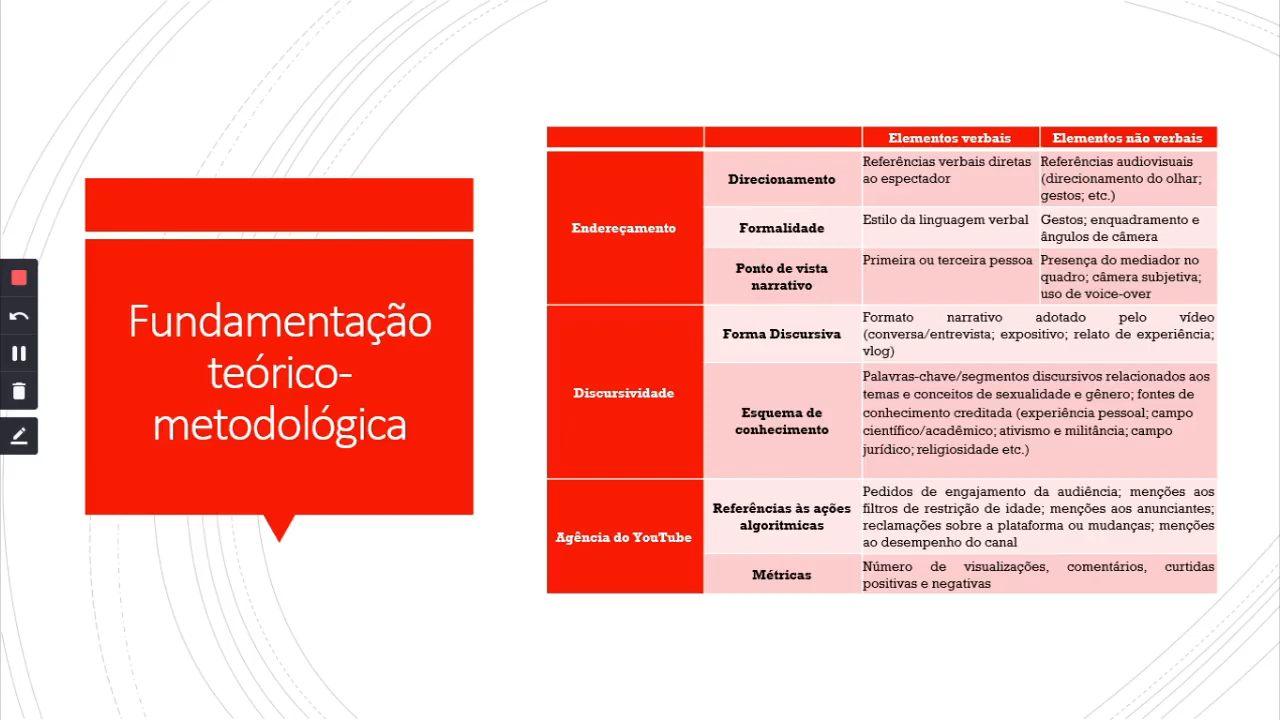 Fundamentação
teórico-
metodológica
Elementos verbais
Elementos não verbais
Endereçamento
Direcionamento
Referências verbais diretas
ao espectador
Referências audiovisuais
(direcionamento do olhar;
gestos; etc.)
Formalidade
Estilo da linguagem verbal
Gestos; enquadramento e
ângulos de câmera
Ponto de vista
narrativo
Primeira ou terceira pessoa
Presença do mediador no
quadro; câmera subjetiva;
uso de voice-over
Discursividade
Forma Discursiva
Formato narrativo adotado pelo vídeo
(conversa/entrevista; expositivo; relato de experiência;
vlog)
Esquema de
conhecimento
Palavras-chave/segmentos discursivos relacionados aos
temas e conceitos de sexualidade e gênero; fontes de
conhecimento creditada (experiência pessoal; campo
científico/acadêmico; ativismo e militância; campo
jurídico; religiosidade etc.)
Agência do YouTube
Referências às ações
algorítmicas
Pedidos de engajamento da audiência; menções aos
filtros de restrição de idade; menções aos anunciantes;
reclamações sobre a plataforma ou mudanças; menções
ao desempenho do canal
Métricas
Número de visualizações, comentários, curtidas
positivas e negativas